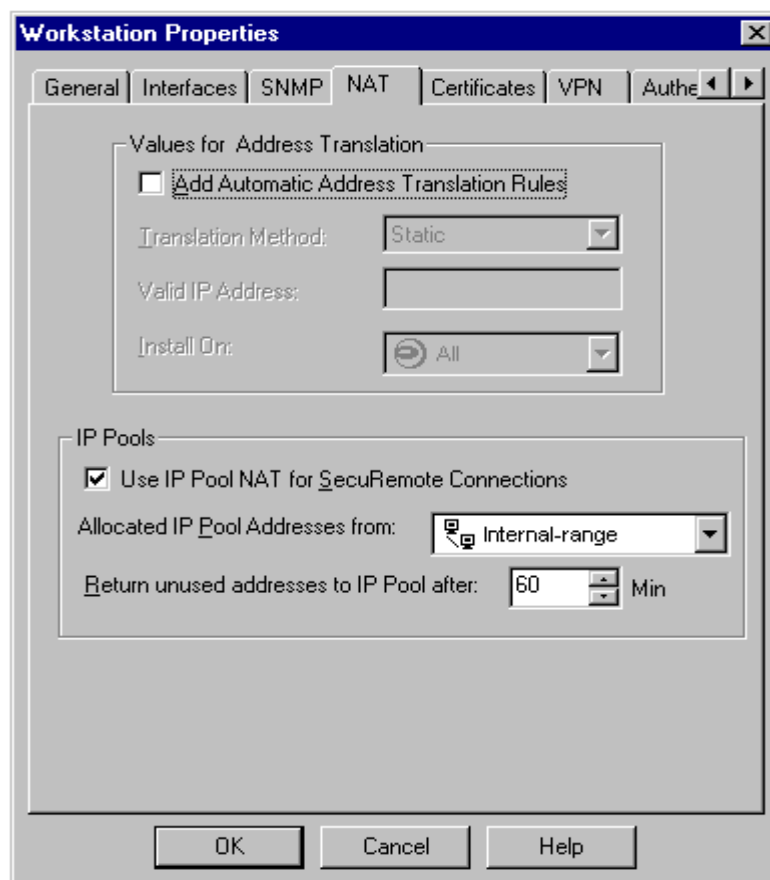 Workstation Properties
General Interfaces SNMP NAT Certificates VPN Authe
Values for Address Translation
Add Automatic Address Translation Rules
Translation Method: Static
Valid IP Address:
Install On: All
IP Pools
Use IP Pool NAT for SecuRemote Connections
Allocated IP Pool Addresses from: Internal-range
Return unused addresses to IP Pool after: 60 Min
OK Cancel Help